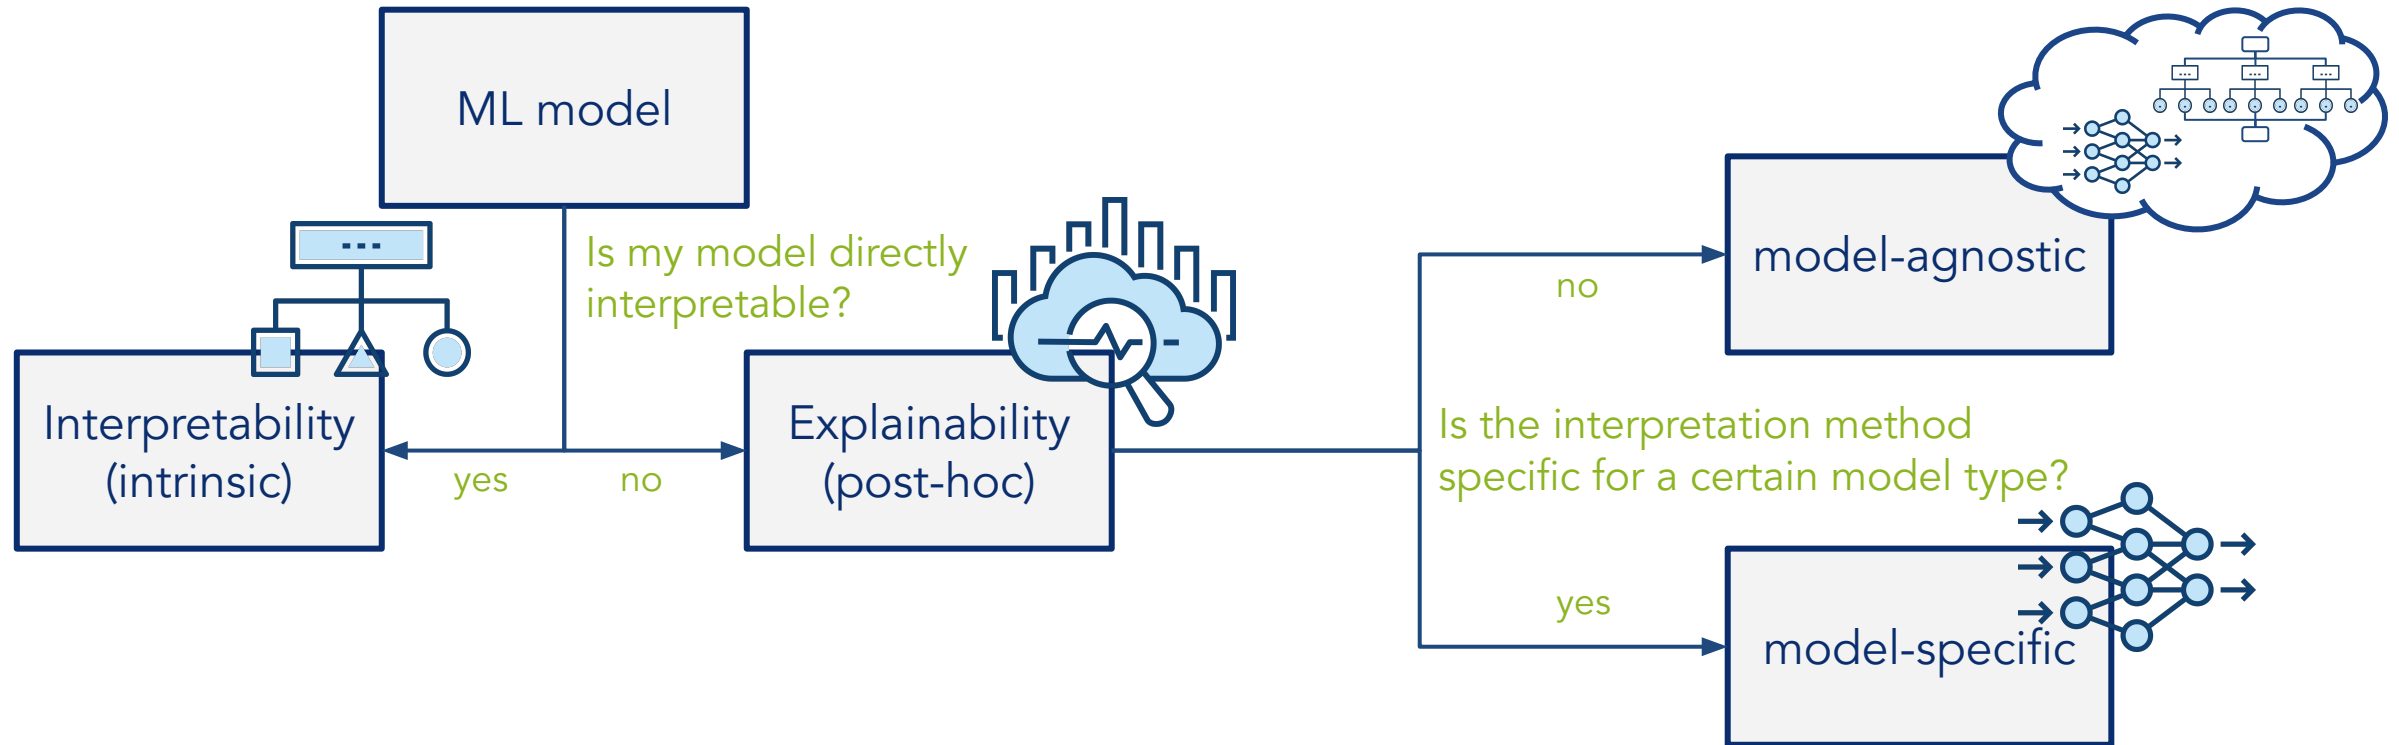 ML model
Is my model directly
interpretable?
Interpretability
(intrinsic)
yes
no
Explainability
(post-hoc)
no
model-agnostic
Is the interpretation method
specific for a certain model type?
yes
model-specific